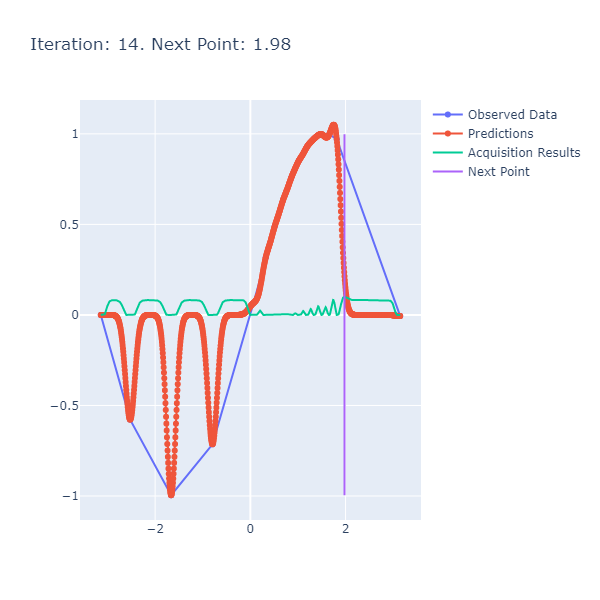 Iteration: 14. Next Point: 1.98
Observed Data
Predictions
Acquisition Results
Next Point
1
0.5
0
−0.5
−1
−2
0
2